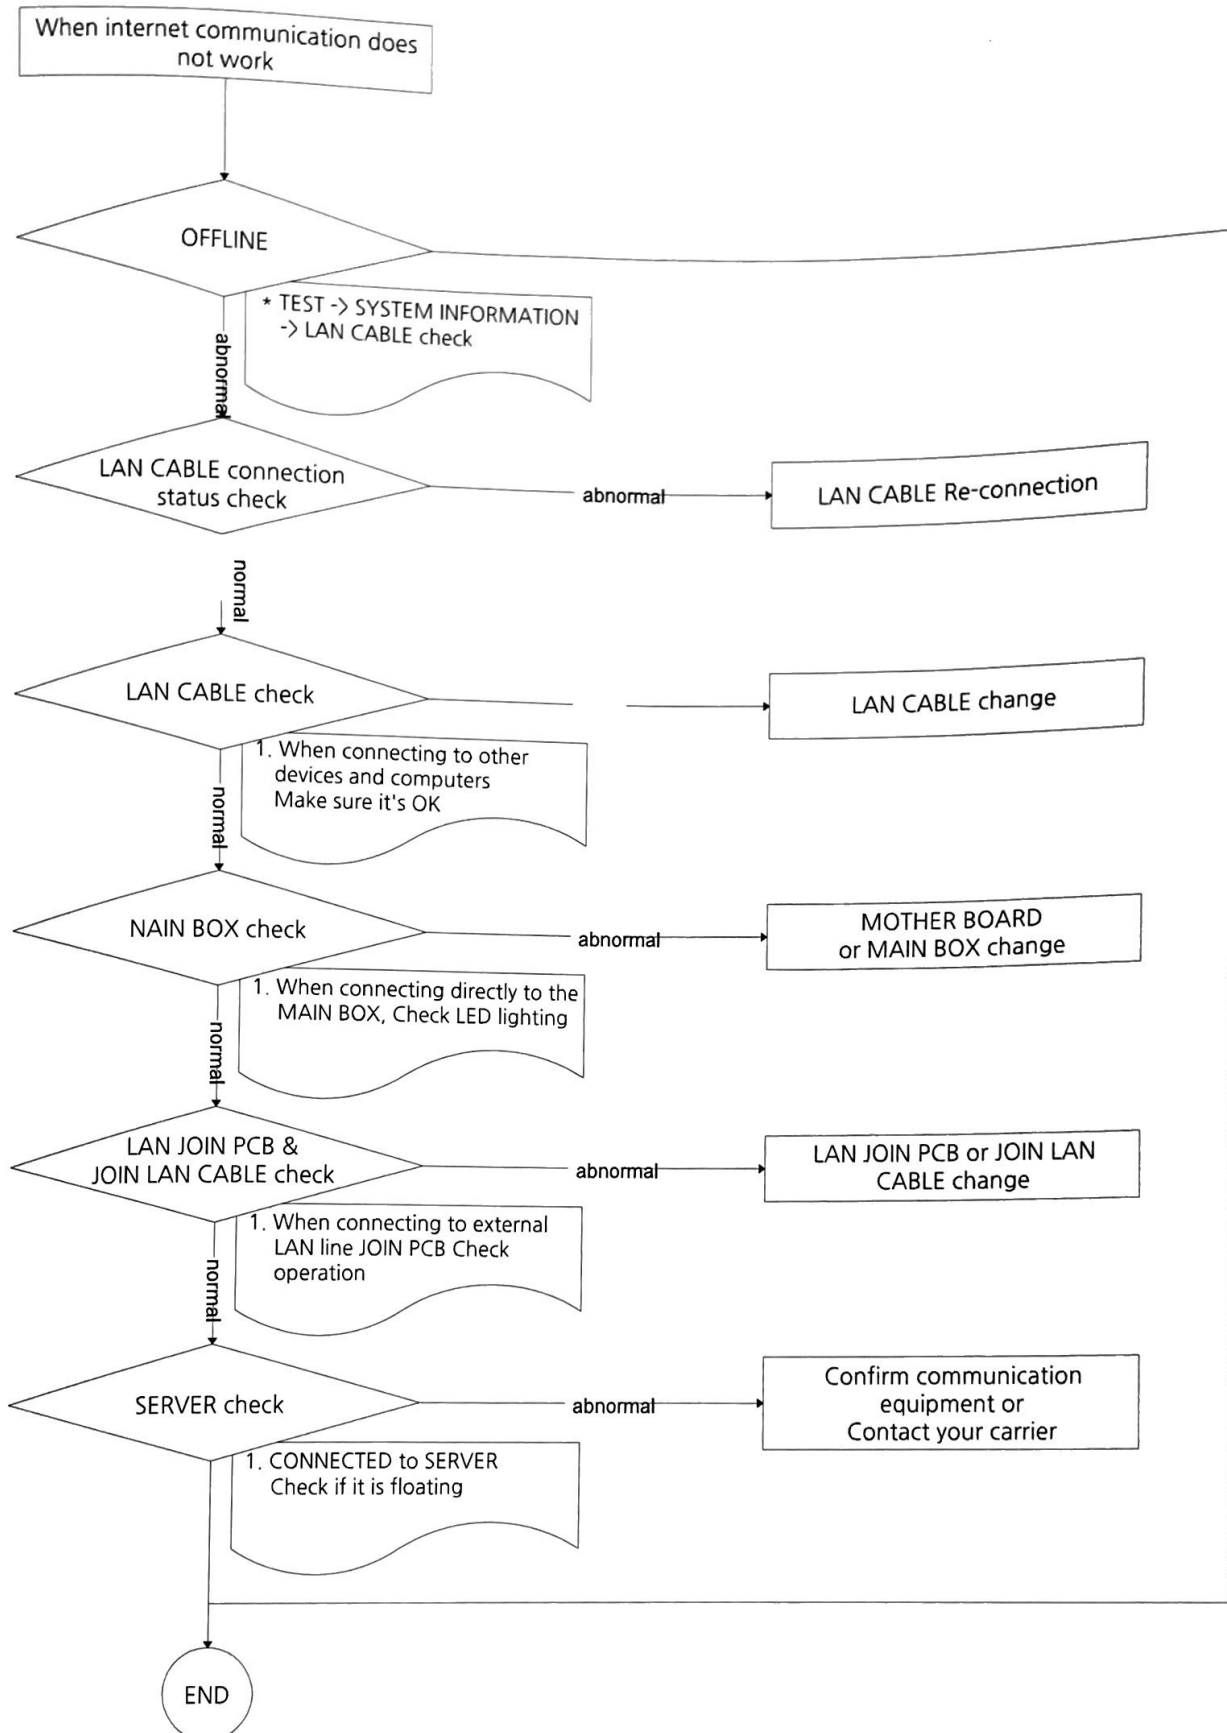 When internet communication does
not work
OFFLINE
* TEST -> SYSTEM INFORMATION
-> LAN CABLE check
abnormal
LAN CABLE connection
status check
abnormal
LAN CABLE Re-connection
normal
LAN CABLE check
LAN CABLE change
1. When connecting to other
devices and computers
Make sure it's OK
normal
NAIN BOX check
abnormal
MOTHER BOARD
or MAIN BOX change
1. When connecting directly to the
MAIN BOX, Check LED lighting
normal
LAN JOIN PCB &
JOIN LAN CABLE check
abnormal
LAN JOIN PCB or JOIN LAN
CABLE change
1. When connecting to external
LAN line JOIN PCB Check
operation
normal
SERVER check
abnormal
Confirm communication
equipment or
Contact your carrier
1. CONNECTED to SERVER
Check if it is floating
END